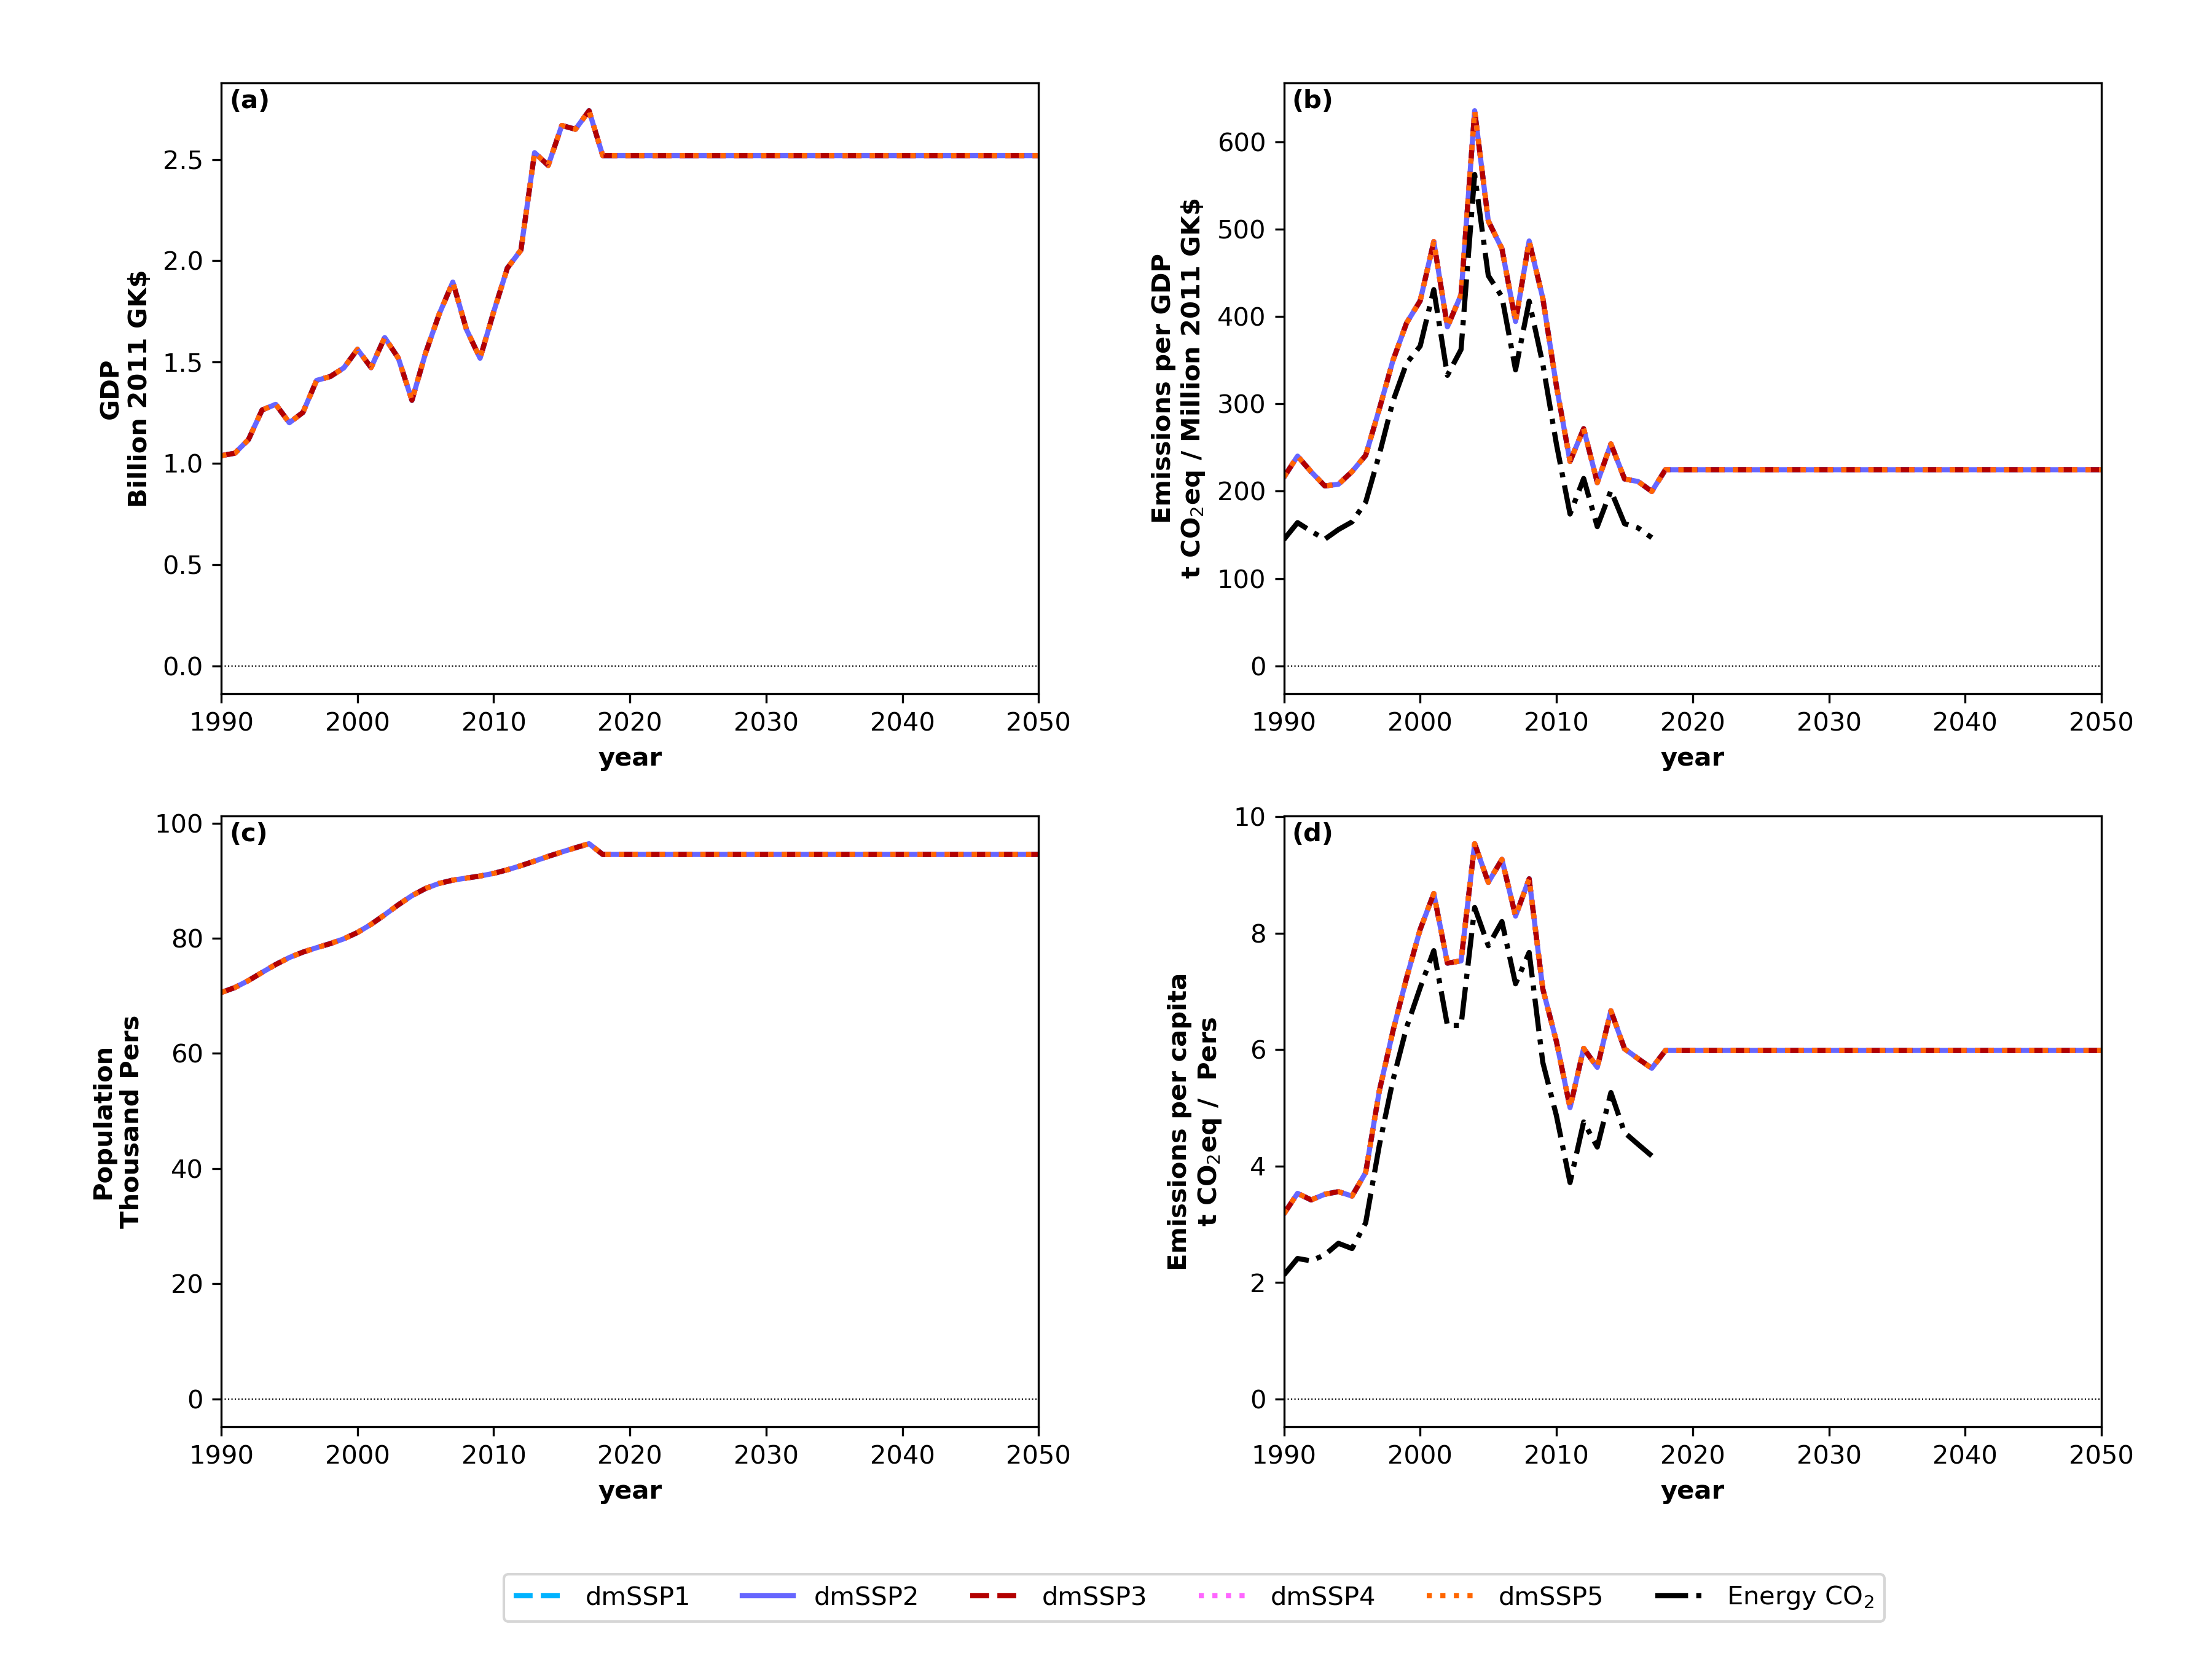 (a)
2.5
2.0
1.5
1.0
0.5
0.0
GDP
Billion 2011 GK$
1990 2000 2010 2020 2030 2040 2050
year
(b)
600
500
400
300
200
100
0
Emissions per GDP
t CO₂eq / Million 2011 GK$
1990 2000 2010 2020 2030 2040 2050
year
(c)
100
80
60
40
20
0
Population
Thousand Pers
1990 2000 2010 2020 2030 2040 2050
year
(d)
10
8
6
4
2
0
Emissions per capita
t CO₂eq / Pers
1990 2000 2010 2020 2030 2040 2050
year
dmSSP1 dmSSP2 dmSSP3 dmSSP4 dmSSP5 Energy CO₂